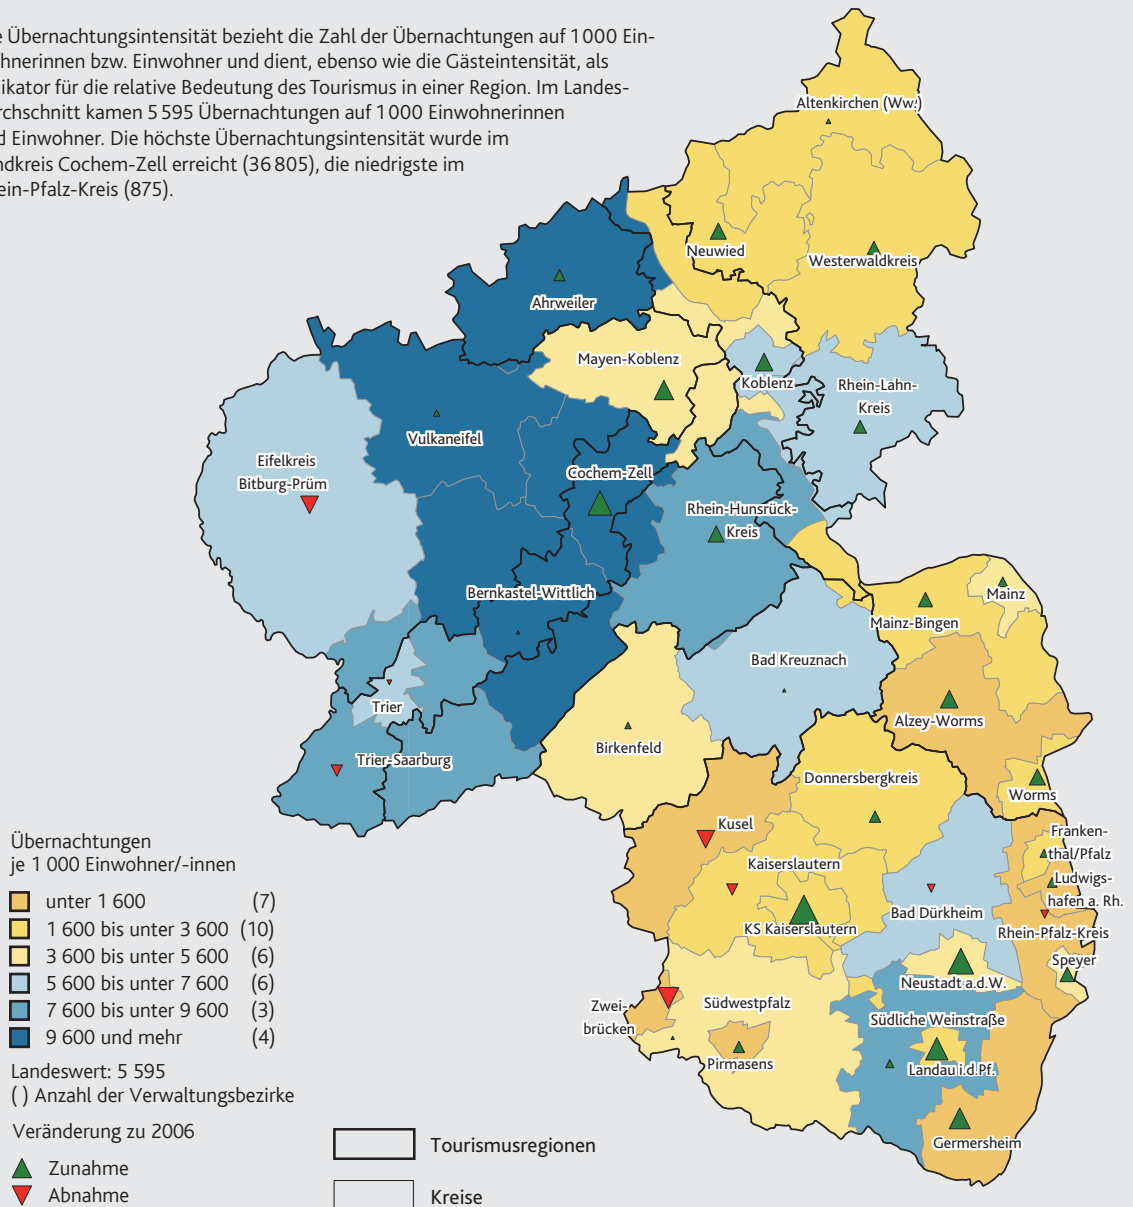 e Übernachtungsintensität bezieht die Zahl der Übernachtungen auf 1000 Ein-
hnerinnen bzw. Einwohner und dient, ebenso wie die Gästeintensität, als
ikator für die relative Bedeutung des Tourismus in einer Region. Im Landes-
rchschnitt kamen 5 595 Übernachtungen auf 1000 Einwohnerinnen
d Einwohner. Die höchste Übernachtungsintensität wurde im
ndkreis Cochem-Zell erreicht (36 805), die niedrigste im
ein-Pfalz-Kreis (875).
Altenkirchen (Ww.)
Neuwied
Westerwaldkreis
Ahrweiler
Mayen-Koblenz
Koblenz
Rhein-Lahn-
Kreis
Vulkaneifel
Eifelkreis
Bitburg-Prüm
Cochem-Zell
Rhein-Hunsrück-
Kreis
Bernkastel-Wittlich
Mainz
Mainz-Bingen
Bad Kreuznach
Trier
Alzey-Worms
Birkenfeld
Trier-Saarburg
Donnersbergkreis
Worms
Kusel
Franken-
thal/Pfalz
Kaiserslautern
Ludwigs-
hafen a. Rh.
Bad Dürkheim
KS Kaiserslautern
Rhein-Pfalz-Kreis
Speyer
Neustadt a.d.W.
Zwei-
brücken
Südwestpfalz
Südliche Weinstraße
Pirmasens
Landau i.d.Pf.
Germersheim
Übernachtungen
je 1 000 Einwohner/-innen
unter 1 600 (7)
1 600 bis unter 3 600 (10)
3 600 bis unter 5 600 (6)
5 600 bis unter 7 600 (6)
7 600 bis unter 9 600 (3)
9 600 und mehr (4)
Landeswert: 5 595
( ) Anzahl der Verwaltungsbezirke
Veränderung zu 2006
Zunahme
Abnahme
Tourismusregionen
Kreise